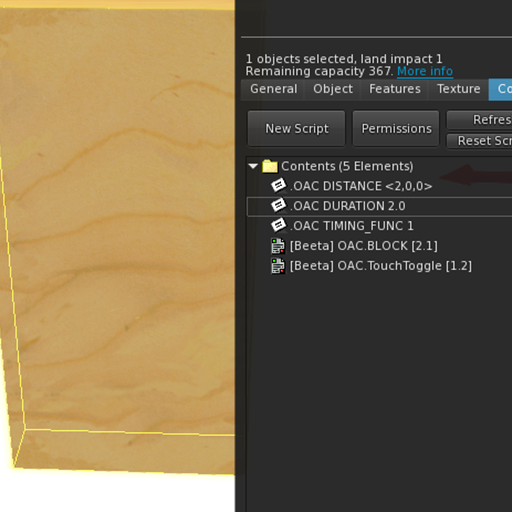 1 objects selected, land impact 1
Remaining capacity 367. More info
General Object Features Texture Co
New Script Permissions Refres
Reset Scr
Contents (5 Elements)
.OAC DISTANCE <2,0,0>
.OAC DURATION 2.0
.OAC TIMING_FUNC 1
[Beeta] OAC.BLOCK [2.1]
[Beeta] OAC.TouchToggle [1.2]